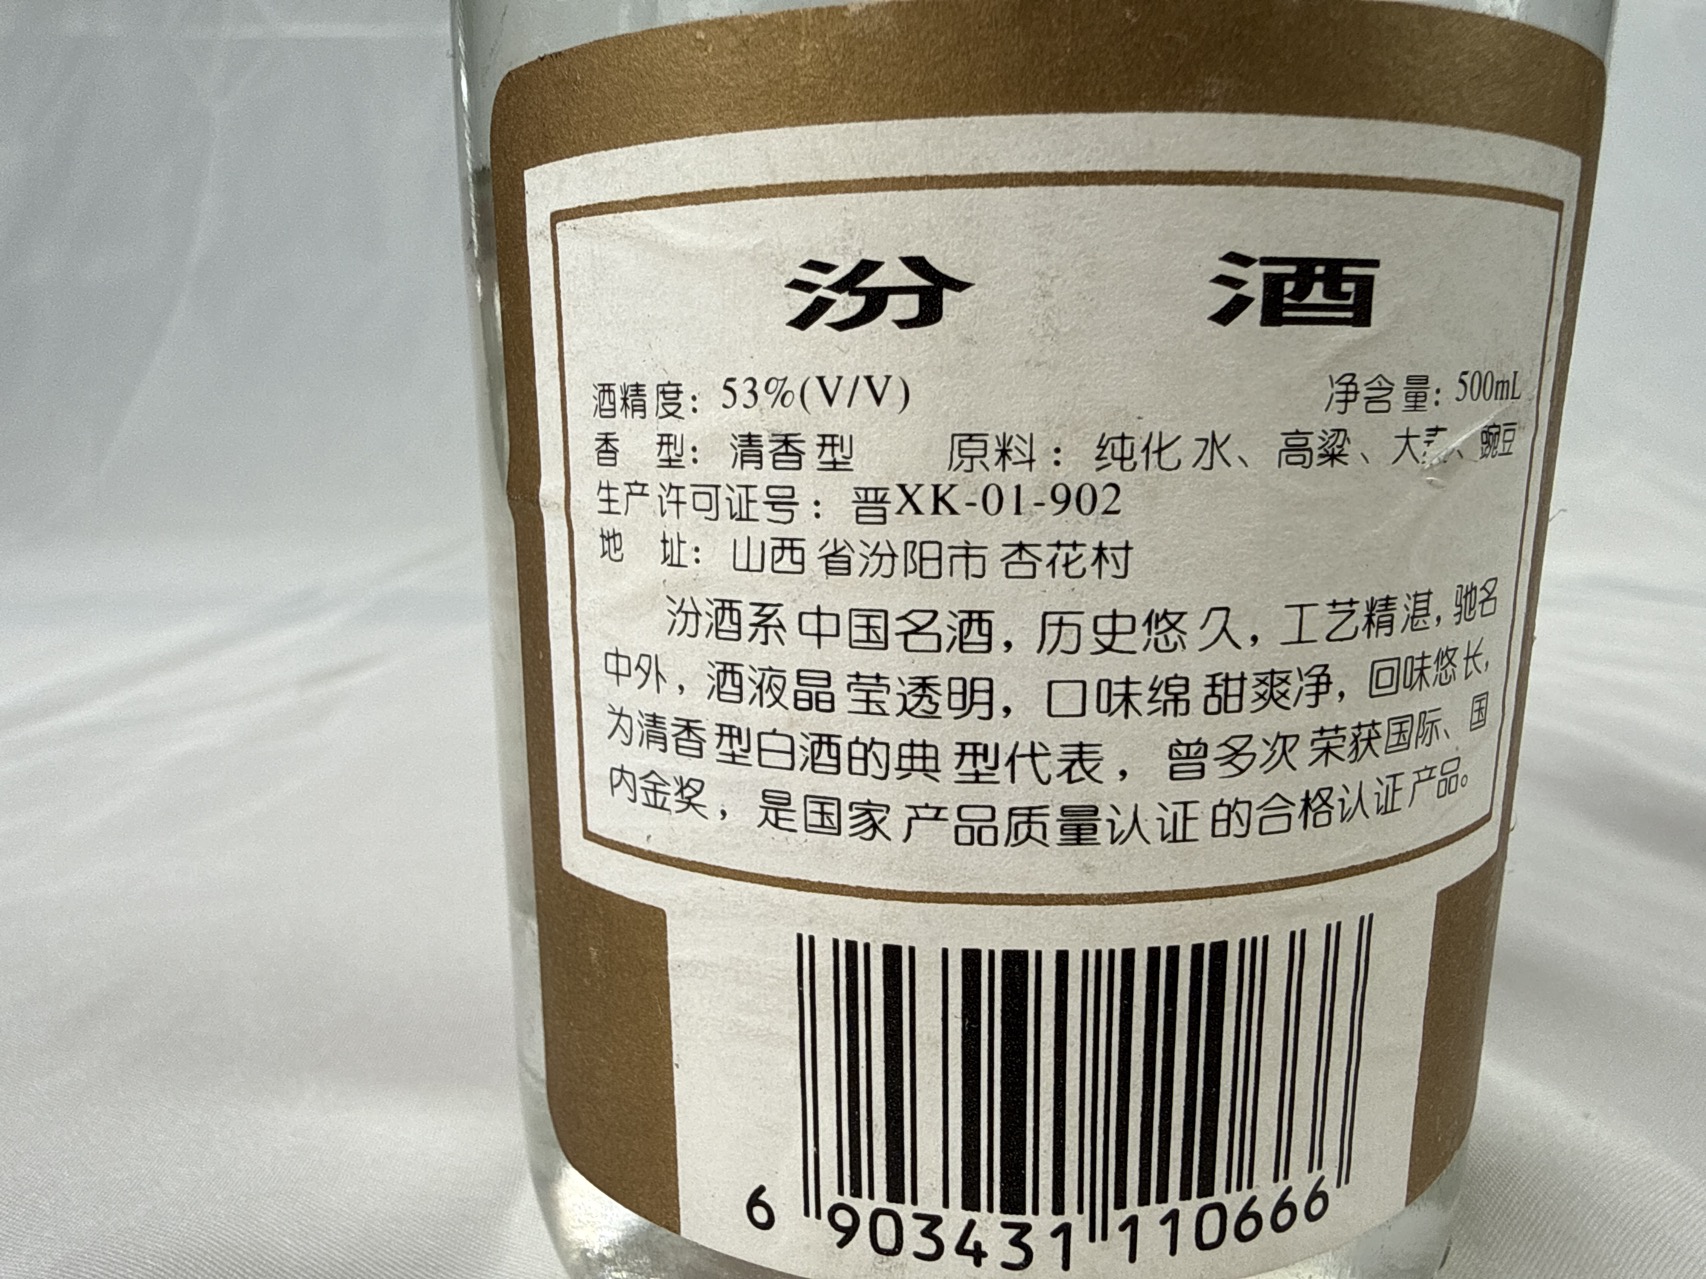 汾酒
酒精度：53%(V/V) 净含量：500mL
香型：清香型 原料：纯化水、高粱、大、豌豆
生产许可证号：晋XK-01-902
地址：山西省汾阳市杏花村
汾酒系中国名酒，历史悠久，工艺精湛，驰名
中外，酒液晶莹透明，口味绵甜爽净，回味悠长，
为清香型白酒的典型代表，曾多次荣获国际、国
内金奖，是国家产品质量认证的合格认证产品。
6 903431 110666